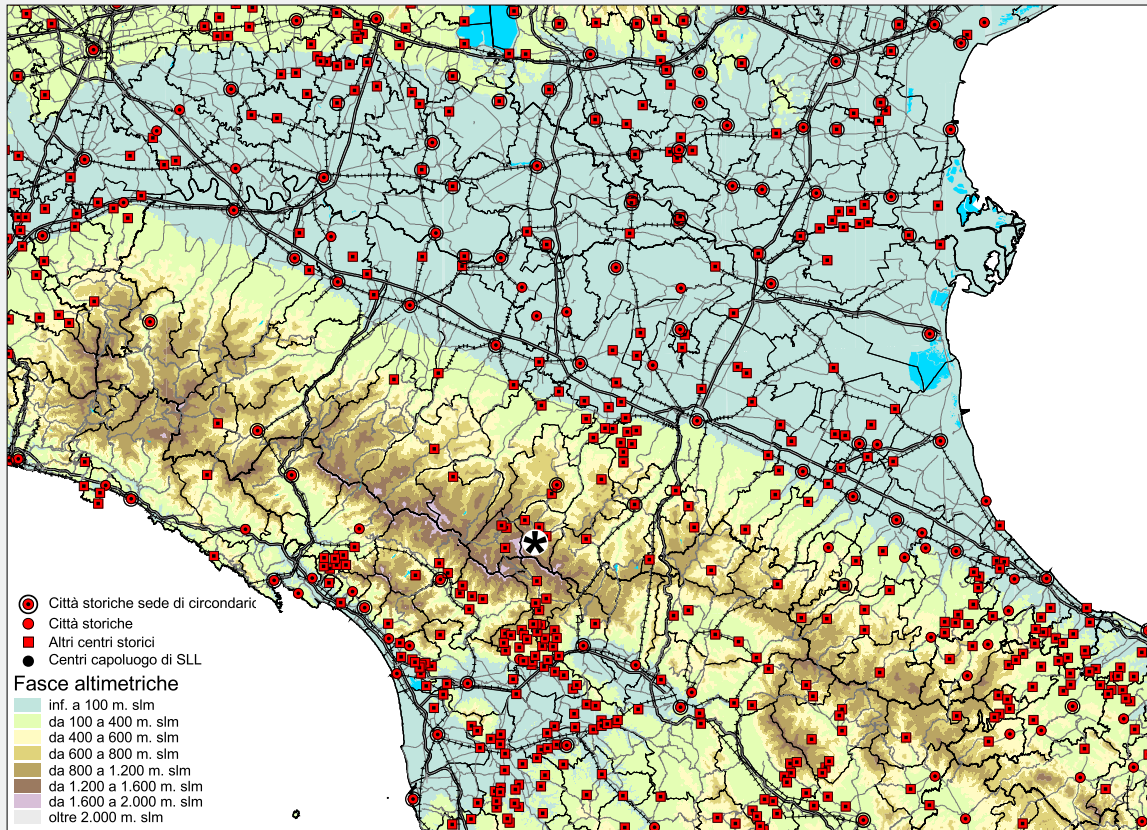 Città storiche sede di circondaric
Città storiche
Altri centri storici
Centri capoluogo di SLL
Fasce altimetriche
inf. a 100 m. slm
da 100 a 400 m. slm
da 400 a 600 m. slm
da 600 a 800 m. slm
da 800 a 1.200 m. slm
da 1.200 a 1.600 m. slm
da 1.600 a 2.000 m. slm
oltre 2.000 m. slm